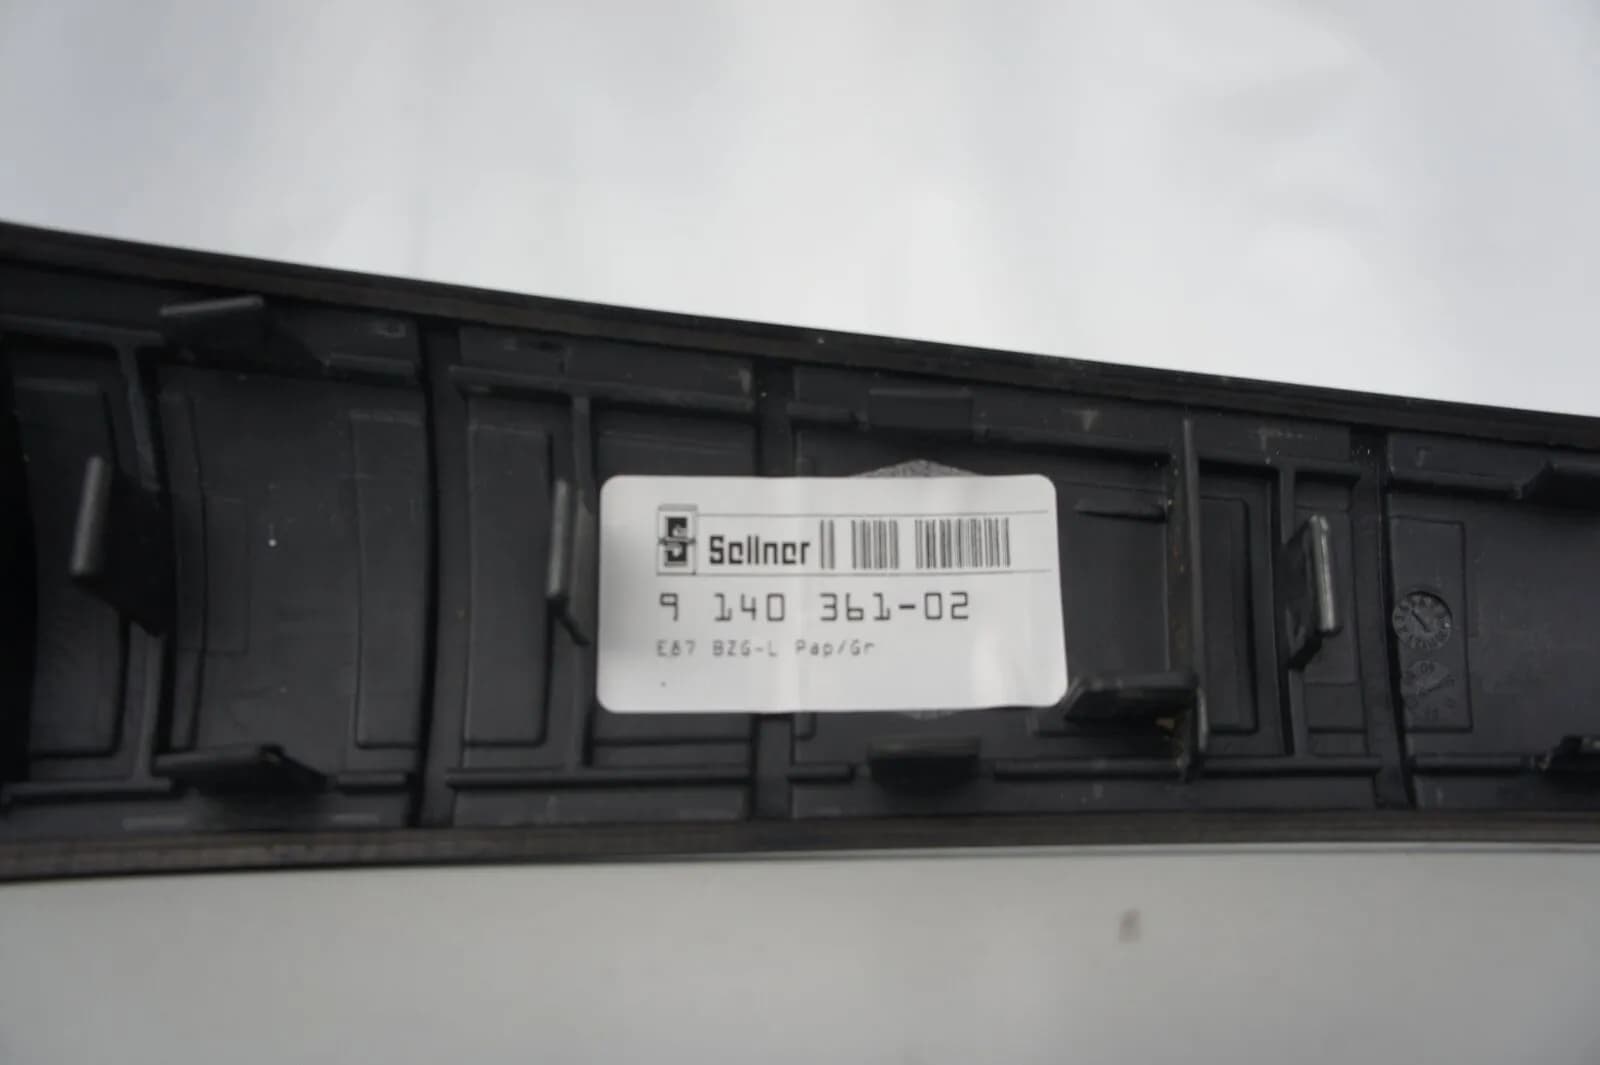 Sellner
9 140 361-02
E87 BZG-L Pap/Gr